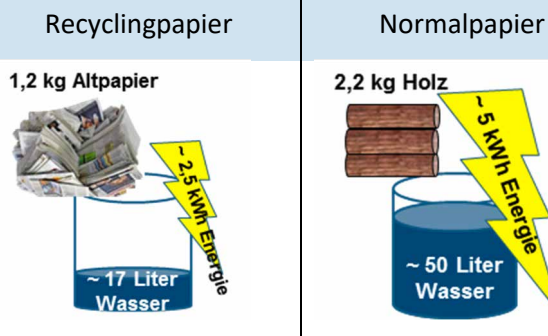 Recyclingpapier
1,2 kg Altpapier
~ 2,5 kWh Energie
~ 17 Liter
Wasser
Normalpapier
2,2 kg Holz
~ 5 kWh Energie
~ 50 Liter
Wasser